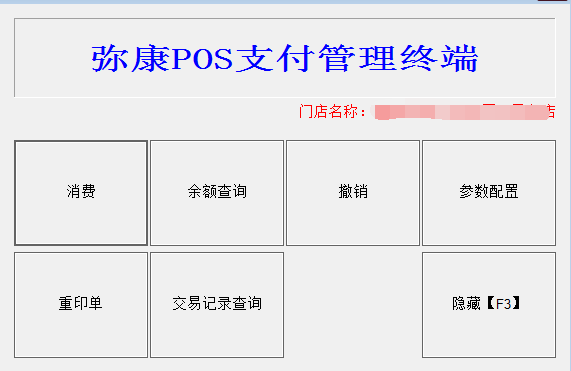 弥康POS支付管理终端
门店名称：
消费
余额查询
撤销
参数配置
重印单
交易记录查询
隐藏【F3】